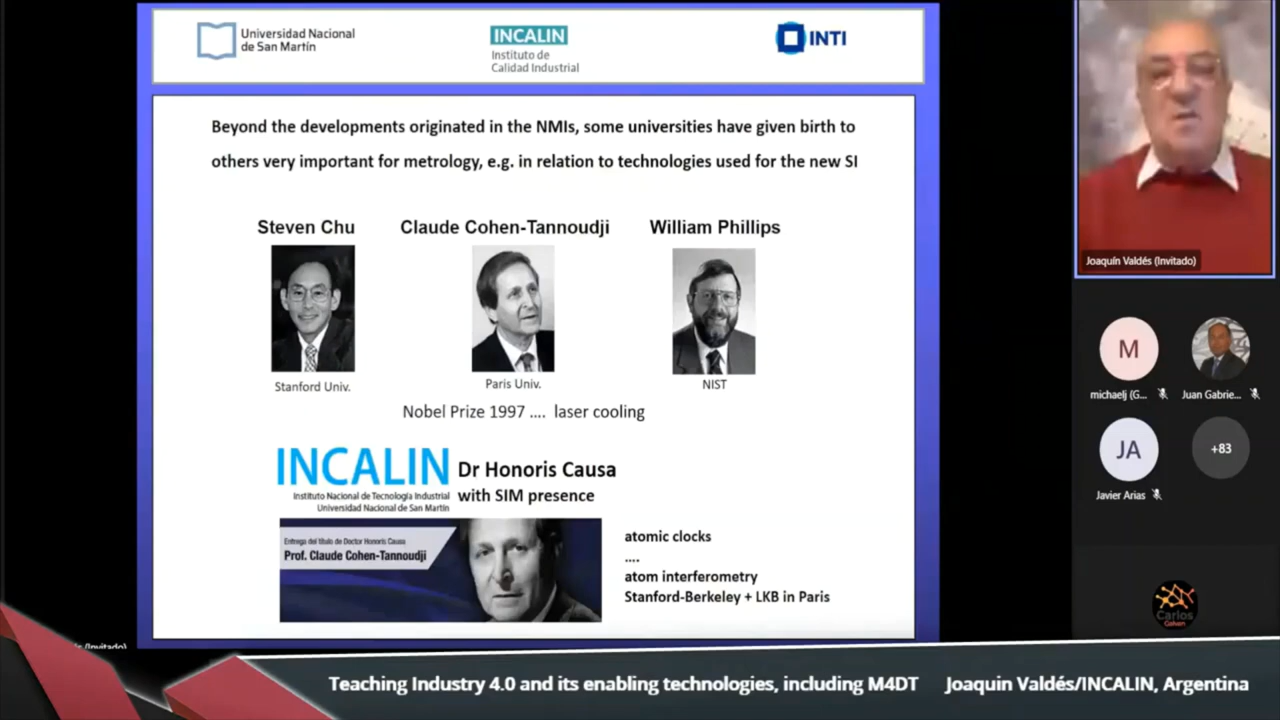 Universidad Nacional
de San Martín
INCALIN
Instituto de
Calidad Industrial
INTI
Beyond the developments originated in the NMIs, some universities have given birth to
others very important for metrology, e.g. in relation to technologies used for the new SI
Steven Chu
Claude Cohen-Tannoudji
William Phillips
Stanford Univ.
Paris Univ.
NIST
Nobel Prize 1997 .... laser cooling
INCALIN
Dr Honoris Causa
Instituto Nacional de Tecnología Industrial
Universidad Nacional de San Martín
with SIM presence
Entrega del título de Doctor Honoris Causa
Prof. Claude Cohen-Tannoudji
atomic clocks
....
atom interferometry
Stanford-Berkeley + LKB in Paris
Joaquín Valdés (Invitado)
M
michaelj (G...
Juan Gabrie...
JA
Javier Arias
+83
Carlos
Galvan
(Invitado)
Teaching Industry 4.0 and its enabling technologies, including M4DT
Joaquin Valdés/INCALIN, Argentina